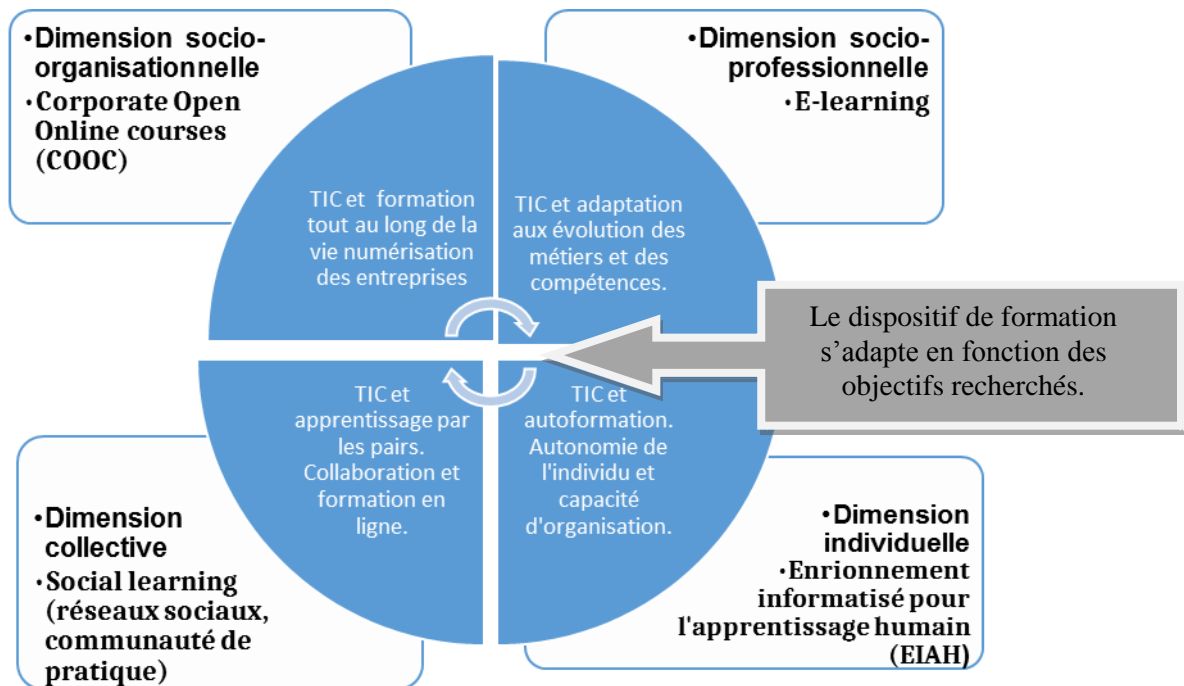 •Dimension socio-
organisationnelle
•Corporate Open
Online courses
(COOC)
•Dimension socio-
professionnelle
•E-learning
TIC et formation
tout au long de la
vie numérisation
des entreprises
TIC et adaptation
aux évolution des
métiers et des
compétences.
Le dispositif de formation
s’adapte en fonction des
objectifs recherchés.
TIC et
apprentissage par
les pairs.
Collaboration et
formation en
ligne.
TIC et
autoformation.
Autonomie de
l'individu et
capacité
d'organisation.
•Dimension
collective
•Social learning
(réseaux sociaux,
communauté de
pratique)
•Dimension
individuelle
•Enrionnement
informatisé pour
l'apprentissage humain
(EIAH)